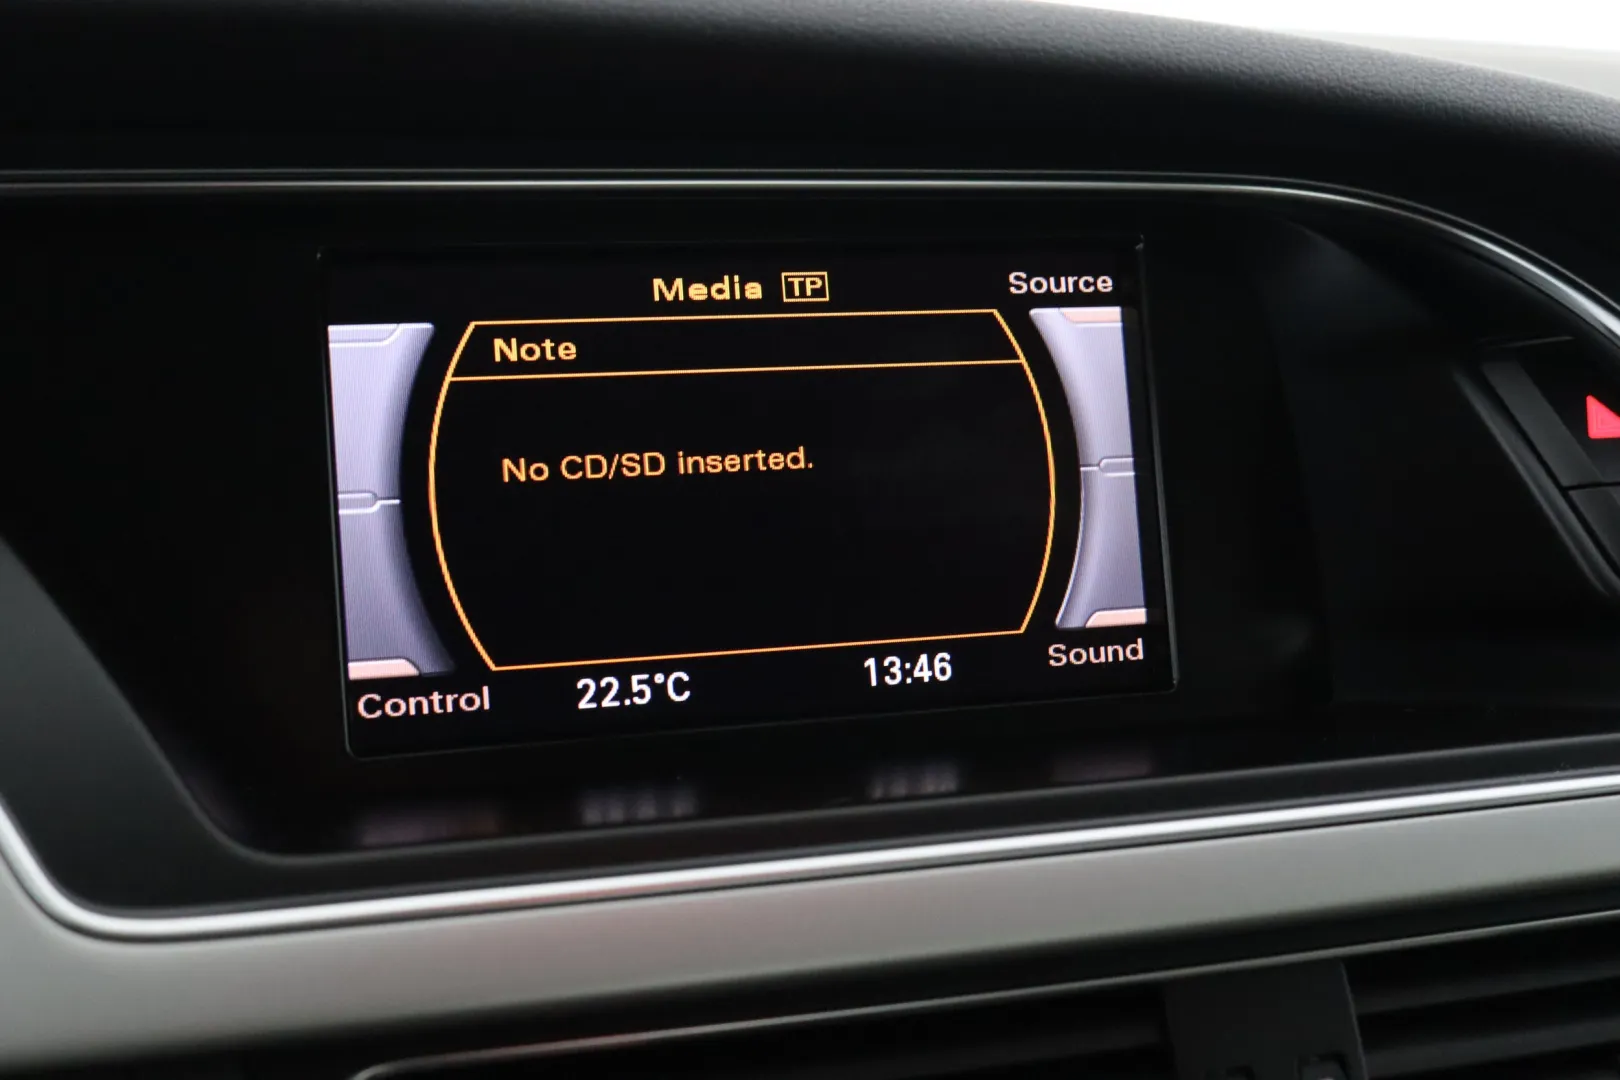 Media TP
Source
Note
No CD/SD inserted.
Control
22.5°C
13:46
Sound